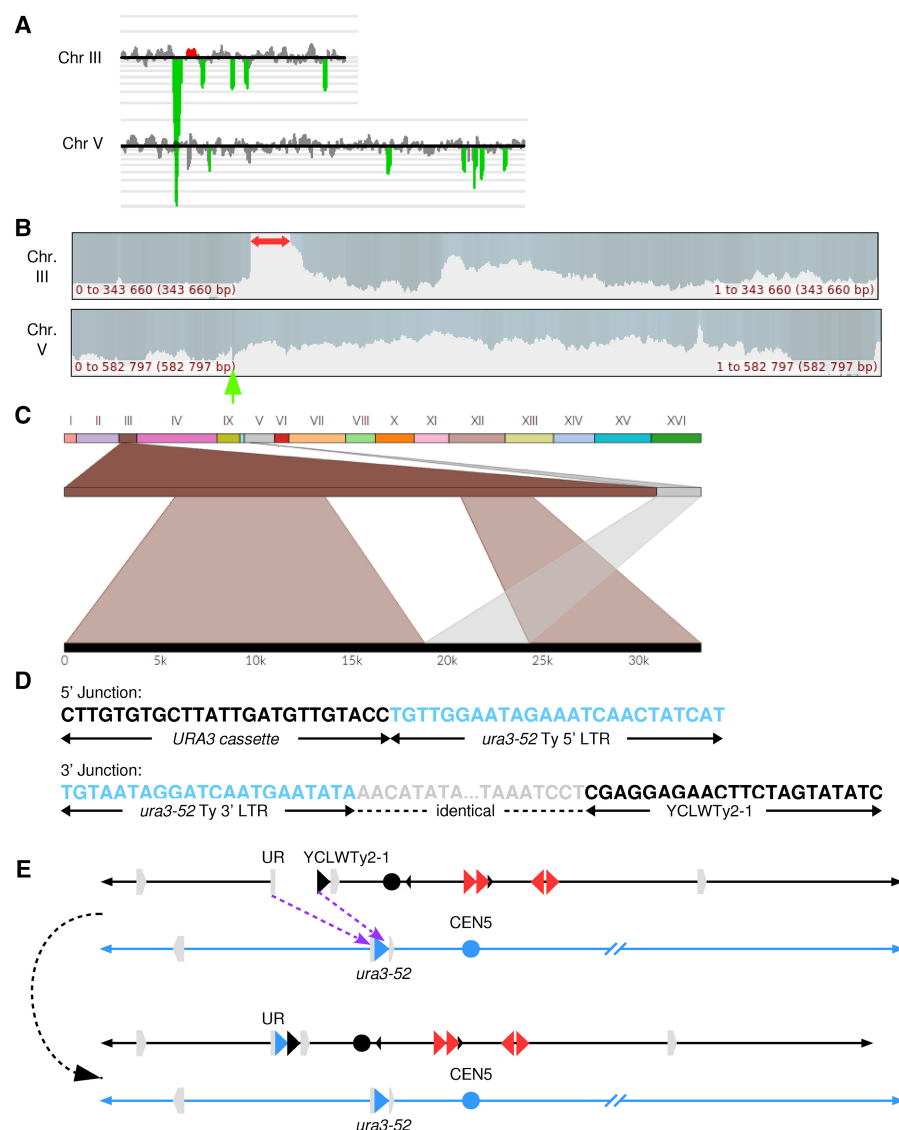 A
Chr III
Chr V
B
Chr.
III
0 to 343 660 (343 660 bp)
1 to 343 660 (343 660 bp)
Chr.
V
0 to 582 797 (582 797 bp)
1 to 582 797 (582 797 bp)
C
I II III IV IX V VI VII VIII X XI XII XIII XIV XV XVI
0 5k 10k 15k 20k 25k 30k
D
5’ Junction:
CTTGTGTGCTTATTGATGTTGTACCTGTTGGAATAGAAATCAACTATCAT
URA3 cassette ura3-52 Ty 5’ LTR
3’ Junction:
TGTAATAGGATCAATGAATATAAACATATA...TAAATCCTCGAGGAGAACTTCTAGTATATC
ura3-52 Ty 3’ LTR identical YCLWTy2-1
E
UR YCLWTy2-1
CEN5
ura3-52
UR
CEN5
ura3-52